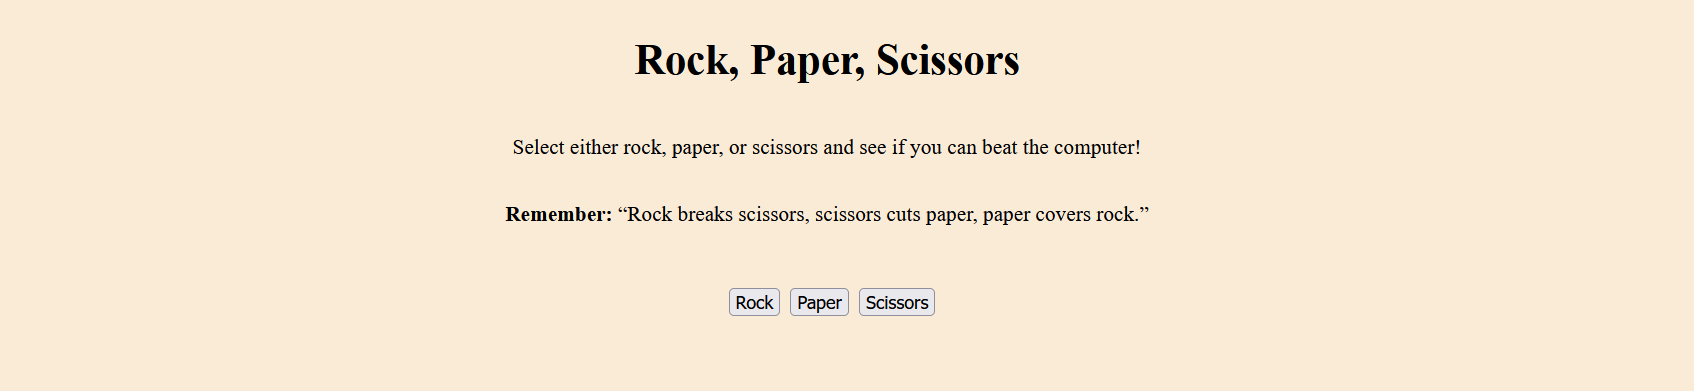 Rock, Paper, Scissors
Select either rock, paper, or scissors and see if you can beat the computer!
Remember: “Rock breaks scissors, scissors cuts paper, paper covers rock.”
Rock Paper Scissors